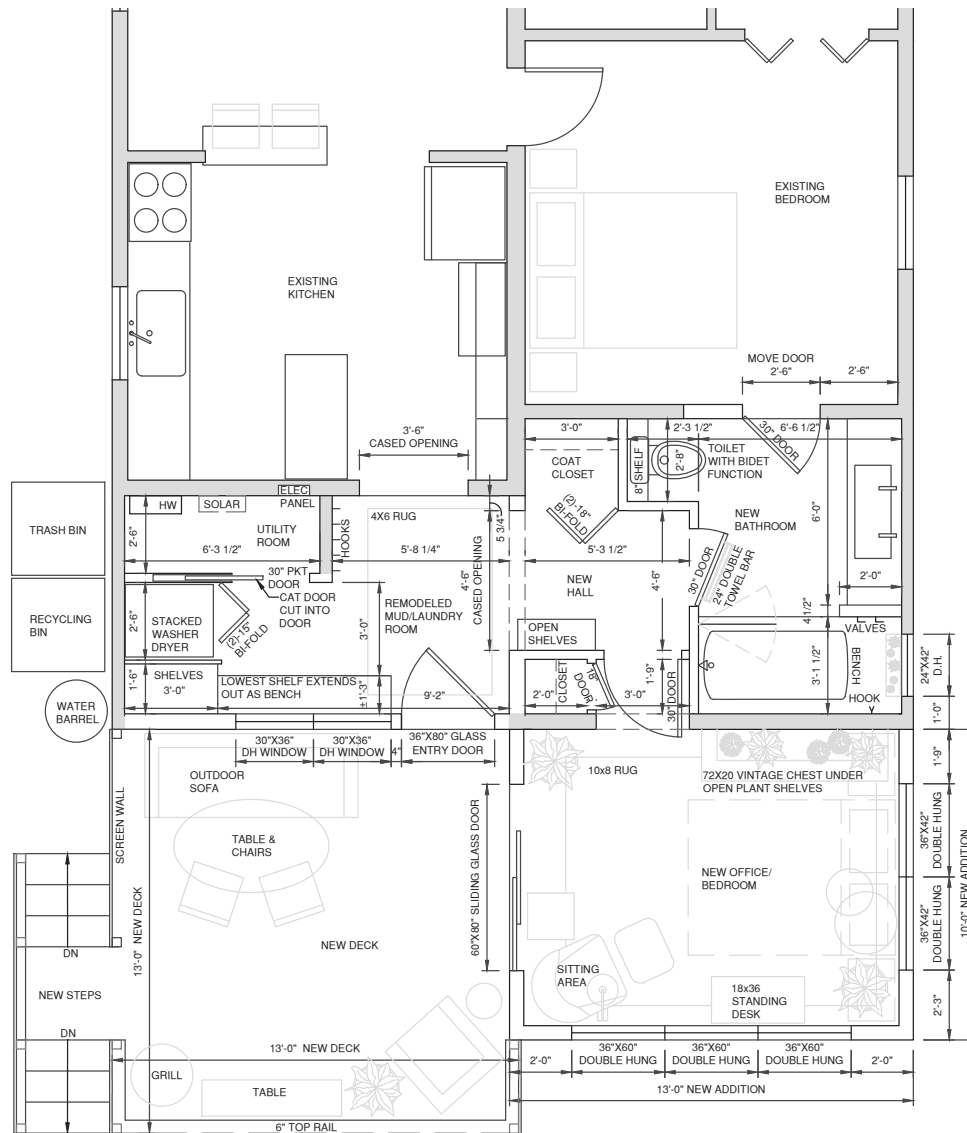 EXISTING
BEDROOM
EXISTING
KITCHEN
MOVE DOOR
2'-6"
2'-6"
3'-6"
CASED OPENING
3'-0"
COAT
CLOSET
(2)-18"
BI-FOLD
8" SHELF
2'-3 1/2"
2'-8"
TOILET
WITH BIDET
FUNCTION
30" DOOR
6'-6 1/2"
NEW
BATHROOM
6'-0"
2'-0"
4 1/2"
30" DOOR
24" DOUBLE
TOWEL BAR
VALVES
3'-1 1/2"
BENCH
HOOK
24"X42"
D.H.
1'-0"
TRASH BIN
RECYCLING
BIN
WATER
BARREL
HW
SOLAR
ELEC
PANEL
UTILITY
ROOM
2'-6"
6'-3 1/2"
HOOKS
4X6 RUG
5'-8 1/4"
5 3/4"
4'-6"
CASED OPENING
5'-3 1/2"
4'-6"
NEW
HALL
30" PKT
DOOR
CAT DOOR
CUT INTO
DOOR
2'-6"
STACKED
WASHER
DRYER
(2)-15"
BI-FOLD
3'-0"
REMODELED
MUD/LAUNDRY
ROOM
OPEN
SHELVES
1'-6"
SHELVES
3'-0"
LOWEST SHELF EXTENDS
OUT AS BENCH
±1'-3"
9'-2"
2'-0"
CLOSET
18"
DOOR
3'-0"
1'-9"
30" DOOR
30"X36"
DH WINDOW
30"X36"
DH WINDOW
4"
36"X80" GLASS
ENTRY DOOR
SCREEN WALL
OUTDOOR
SOFA
TABLE &
CHAIRS
13'-0" NEW DECK
60"X80" SLIDING GLASS DOOR
NEW DECK
10x8 RUG
72X20 VINTAGE CHEST UNDER
OPEN PLANT SHELVES
NEW OFFICE/
BEDROOM
1'-9"
36"X42"
DOUBLE HUNG
36"X42"
DOUBLE HUNG
2'-3"
10'-0" NEW ADDITION
SITTING
AREA
18x36
STANDING
DESK
DN
NEW STEPS
DN
13'-0" NEW DECK
GRILL
TABLE
6" TOP RAIL
2'-0"
36"X60"
DOUBLE HUNG
36"X60"
DOUBLE HUNG
36"X60"
DOUBLE HUNG
2'-0"
13'-0" NEW ADDITION